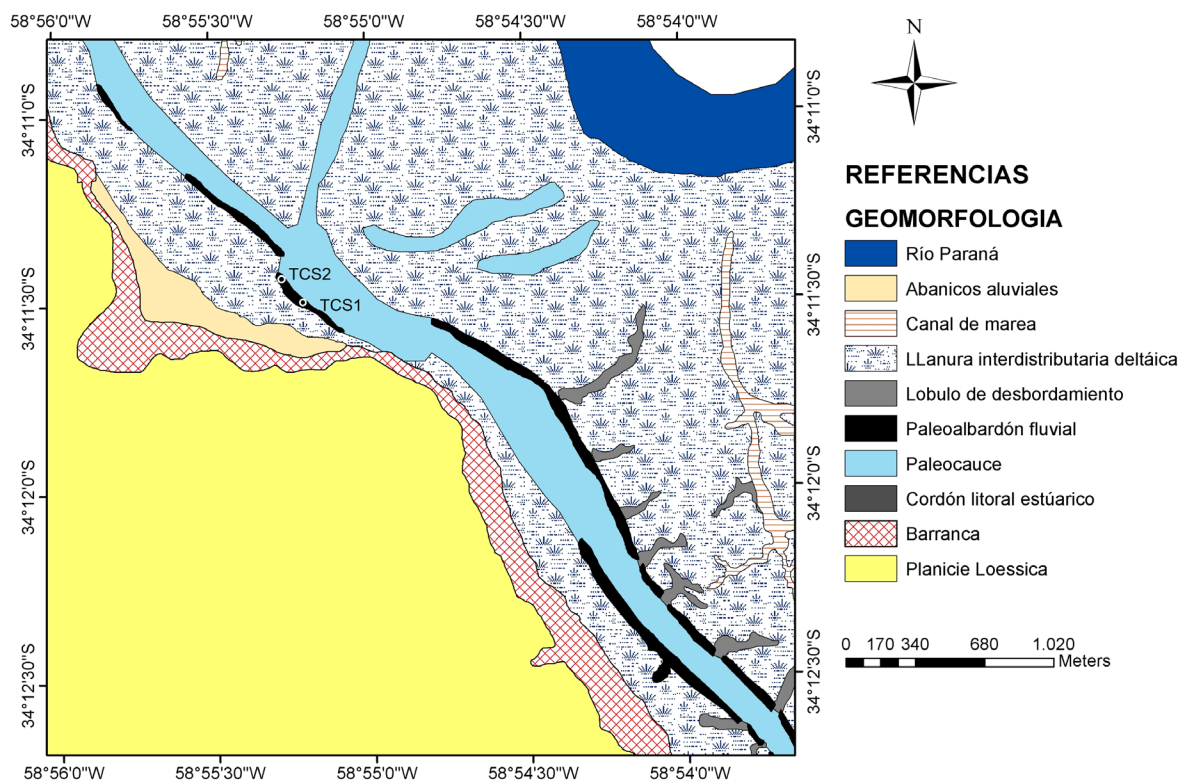 58°56'0"W 58°55'30"W 58°55'0"W 58°54'30"W 58°54'0"W
N
34°11'0"S
34°11'0"S
REFERENCIAS
GEOMORFOLOGIA
Río Paraná
TCS2
Abanicos aluviales
TCS1
34°11'30"S
34°11'30"S
Canal de marea
LLanura interdistributaria deltáica
Lobulo de desbordamiento
Paleoalbardón fluvial
Paleocauce
34°12'0"S
34°12'0"S
Cordón litoral estúarico
Barranca
Planicie Loessica
0 170 340 680 1.020
Meters
34°12'30"S
34°12'30"S
58°56'0"W 58°55'30"W 58°55'0"W 58°54'30"W 58°54'0"W